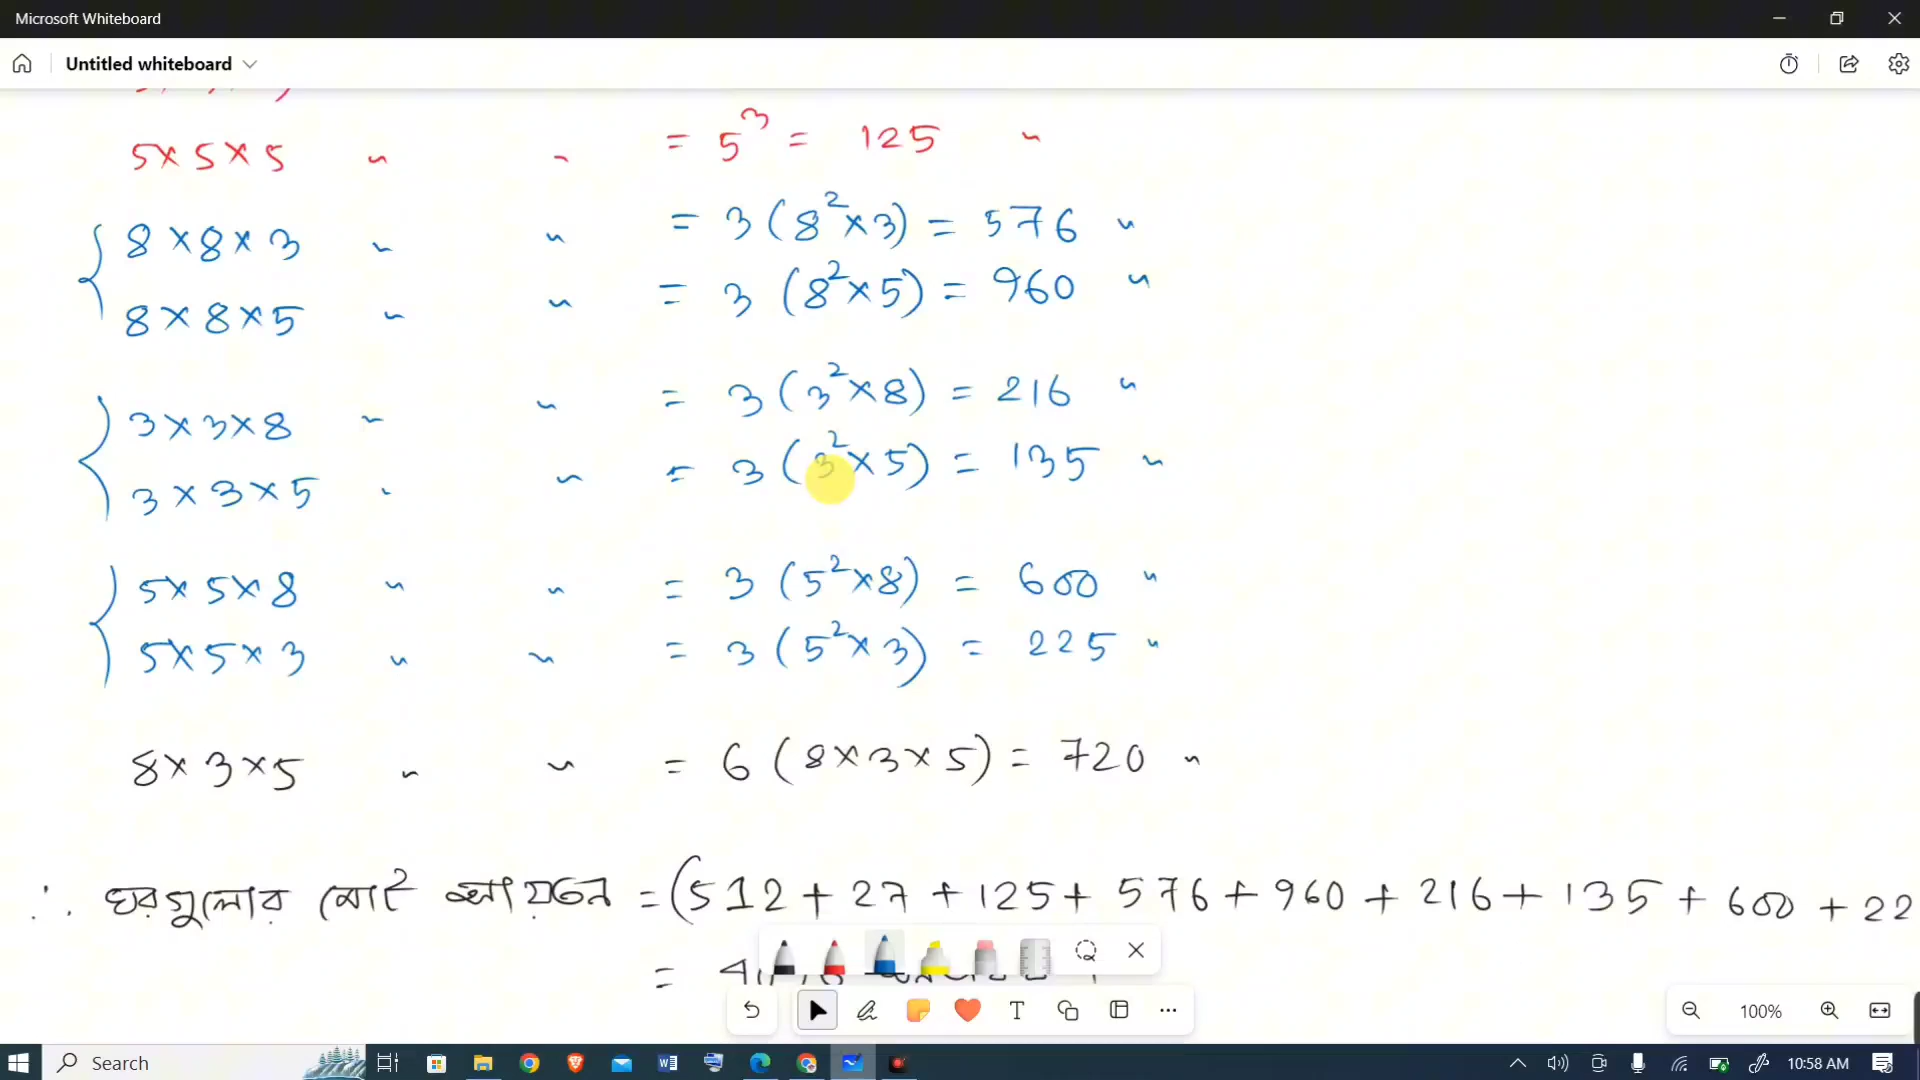 Microsoft Whiteboard
Untitled whiteboard
5×5×5 〃 〃 = 5³ = 125 〃
8×8×3 〃 〃 = 3(8²×3) = 576 〃
8×8×5 〃 〃 = 3(8²×5) = 960 〃
3×3×8 〃 〃 = 3(3²×8) = 216 〃
3×3×5 〃 〃 = 3(3²×5) = 135 〃
5×5×8 〃 〃 = 3(5²×8) = 600 〃
5×5×3 〃 〃 = 3(5²×3) = 225 〃
8×3×5 〃 〃 = 6(8×3×5) = 720 〃
∴ ঘরগুলোর মোট আয়তন = (512 + 27 + 125 + 576 + 960 + 216 + 135 + 600 + 22
=
100%
Search
10:58 AM